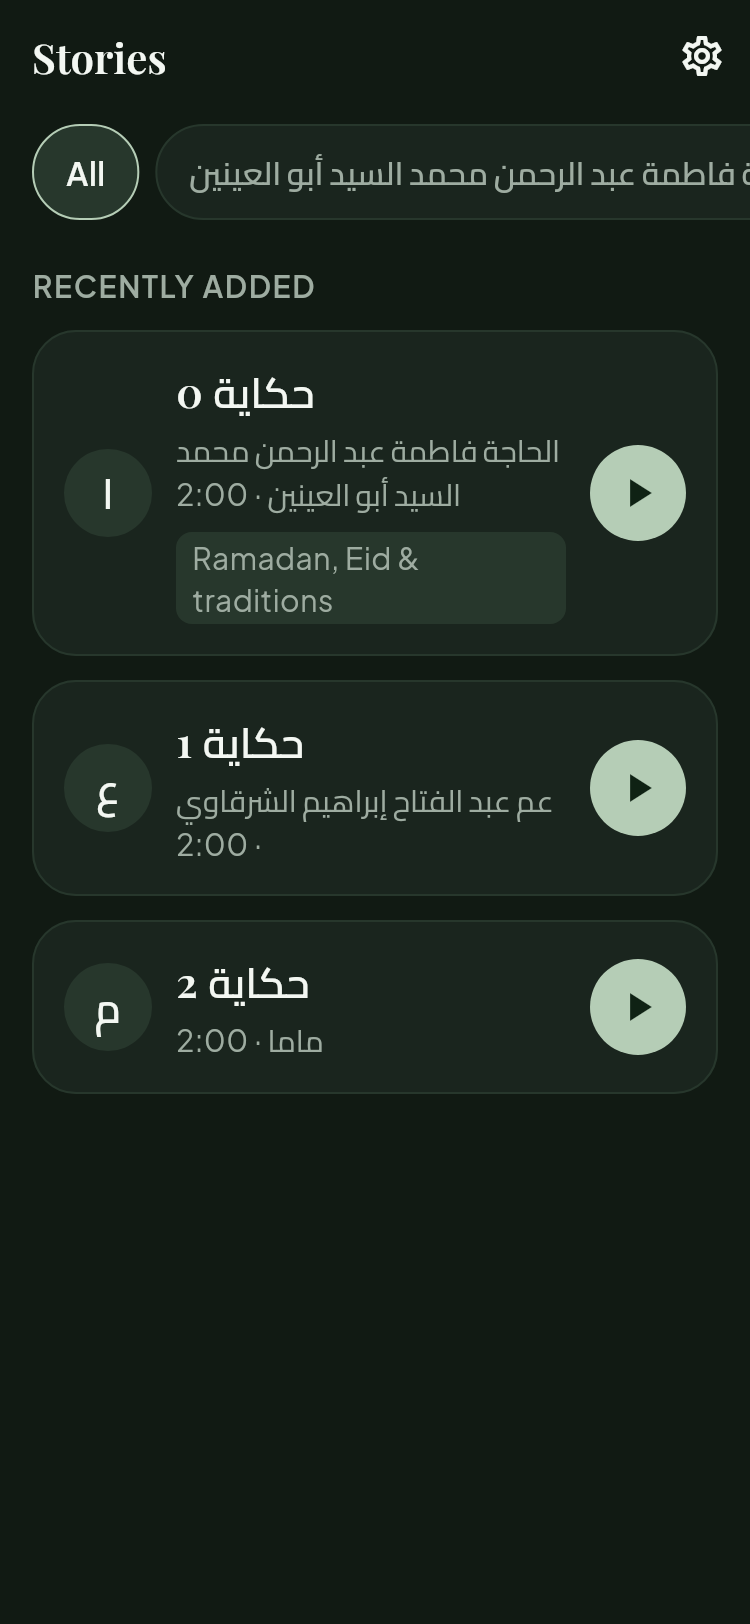 Stories
All
ة فاطمة عبد الرحمن محمد السيد أبو العينين
RECENTLY ADDED
حكاية 0
ا
الحاجة فاطمة عبد الرحمن محمد
السيد أبو العينين · 2:00
Ramadan, Eid &
traditions
حكاية 1
ع
عم عبد الفتاح إبراهيم الشرقاوي
· 2:00
حكاية 2
م
ماما · 2:00